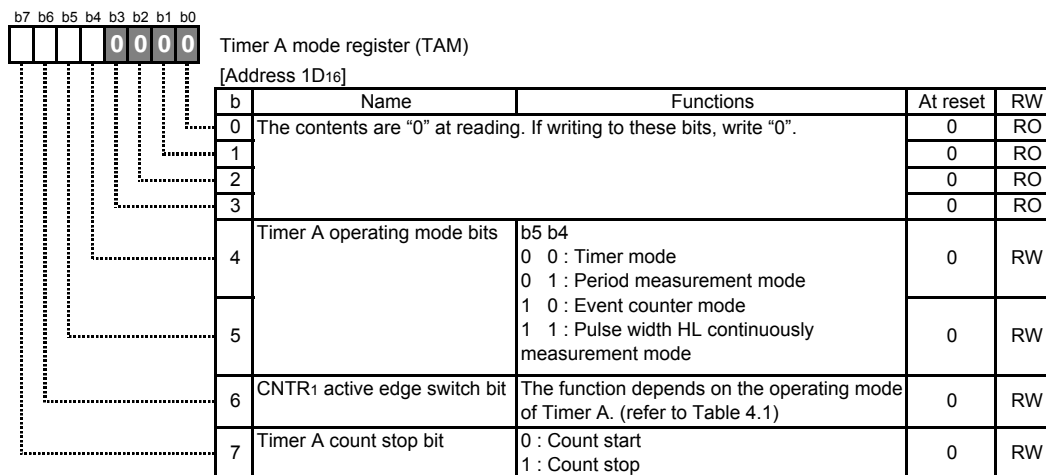 b7 b6 b5 b4 b3 b2 b1 b0
0 0 0 0
Timer A mode register (TAM)
[Address 1D16]
b Name Functions At reset RW
0 The contents are “0” at reading. If writing to these bits, write “0”. 0 RO
1 0 RO
2 0 RO
3 0 RO
Timer A operating mode bits b5 b4
0 0 : Timer mode
4 0 RW
0 1 : Period measurement mode
1 0 : Event counter mode
5 1 1 : Pulse width HL continuously 0 RW
measurement mode
CNTR1 active edge switch bit The function depends on the operating mode
6 of Timer A. (refer to Table 4.1) 0 RW
Timer A count stop bit 0 : Count start
7 1 : Count stop 0 RW